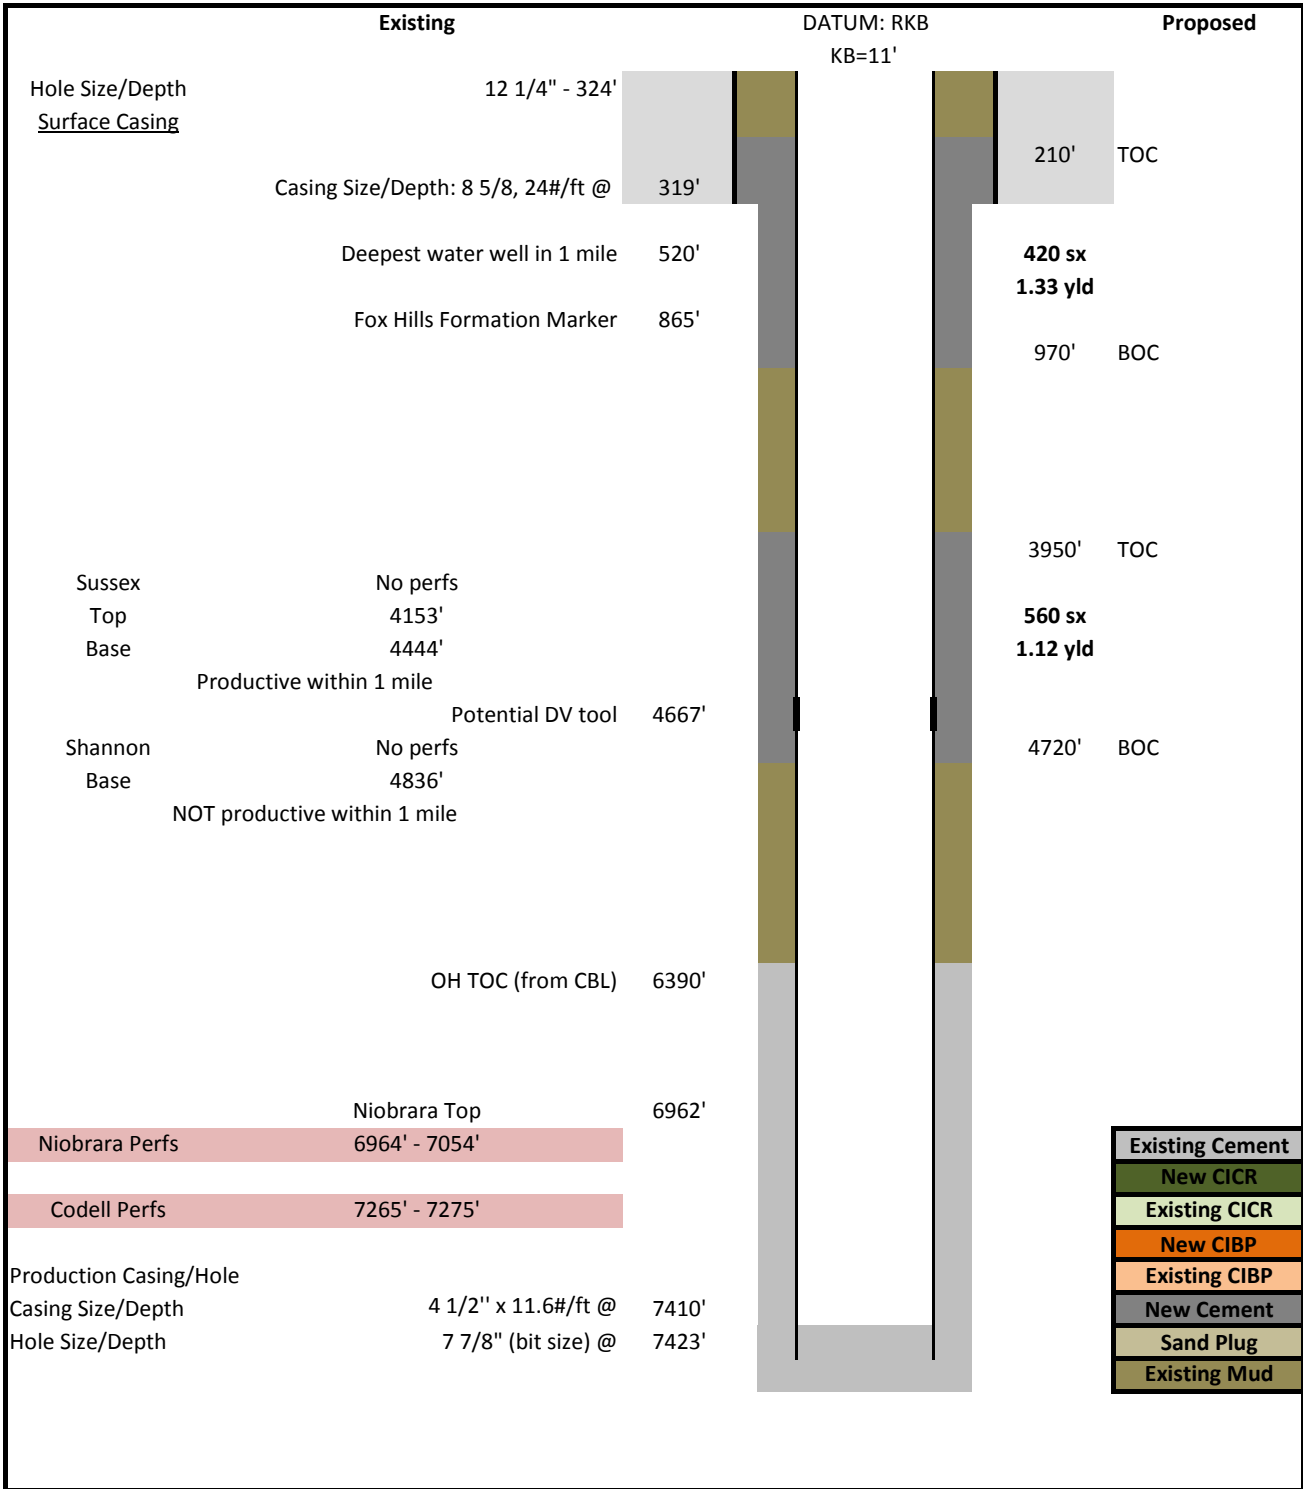 Existing DATUM: RKB Proposed
KB=11'
Hole Size/Depth 12 1/4" - 324'
Surface Casing
210' TOC
Casing Size/Depth: 8 5/8, 24#/ft @ 319'
Deepest water well in 1 mile 520' 420 sx
1.33 yld
Fox Hills Formation Marker 865'
970' BOC
3950' TOC
Sussex No perfs
Top 4153' 560 sx
Base 4444' 1.12 yld
Productive within 1 mile
Potential DV tool 4667'
Shannon No perfs 4720' BOC
Base 4836'
NOT productive within 1 mile
OH TOC (from CBL) 6390'
Niobrara Top 6962'
Niobrara Perfs 6964' - 7054' Existing Cement
New CICR
Codell Perfs 7265' - 7275' Existing CICR
New CIBP
Production Casing/Hole Existing CIBP
Casing Size/Depth 4 1/2'' x 11.6#/ft @ 7410' New Cement
Hole Size/Depth 7 7/8" (bit size) @ 7423' Sand Plug
Existing Mud